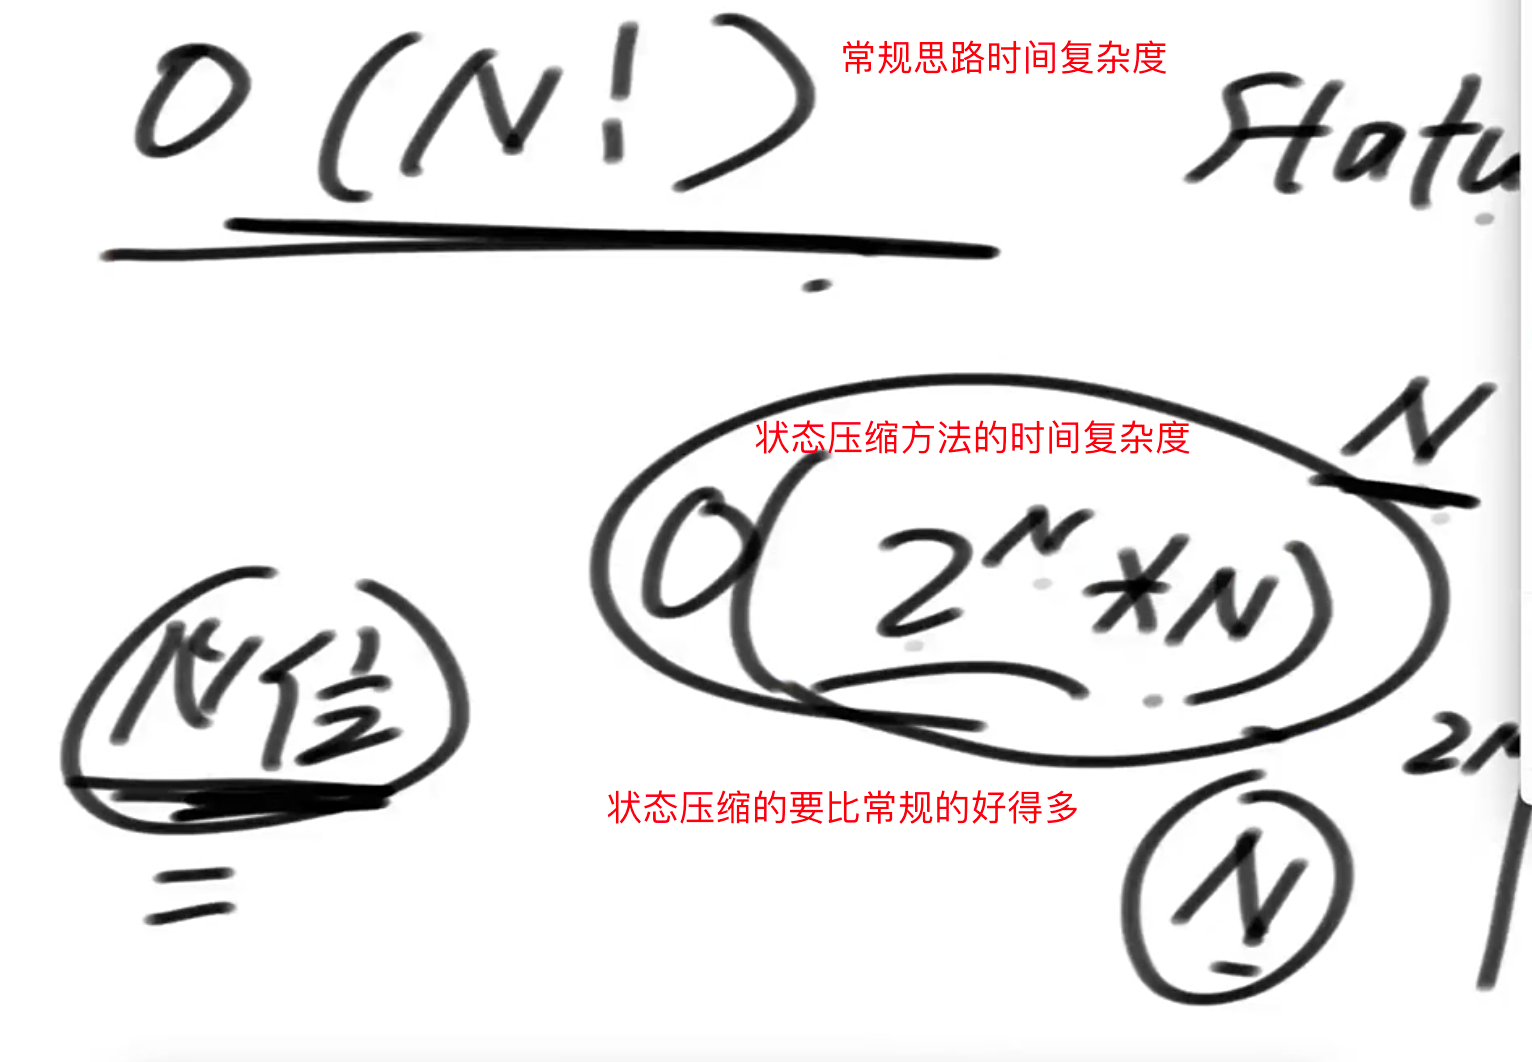 O(N!) 常规思路时间复杂度
Statu
N
状态压缩方法的时间复杂度
O(2^N*N)
N位
2N
状态压缩的要比常规的好得多
N
=